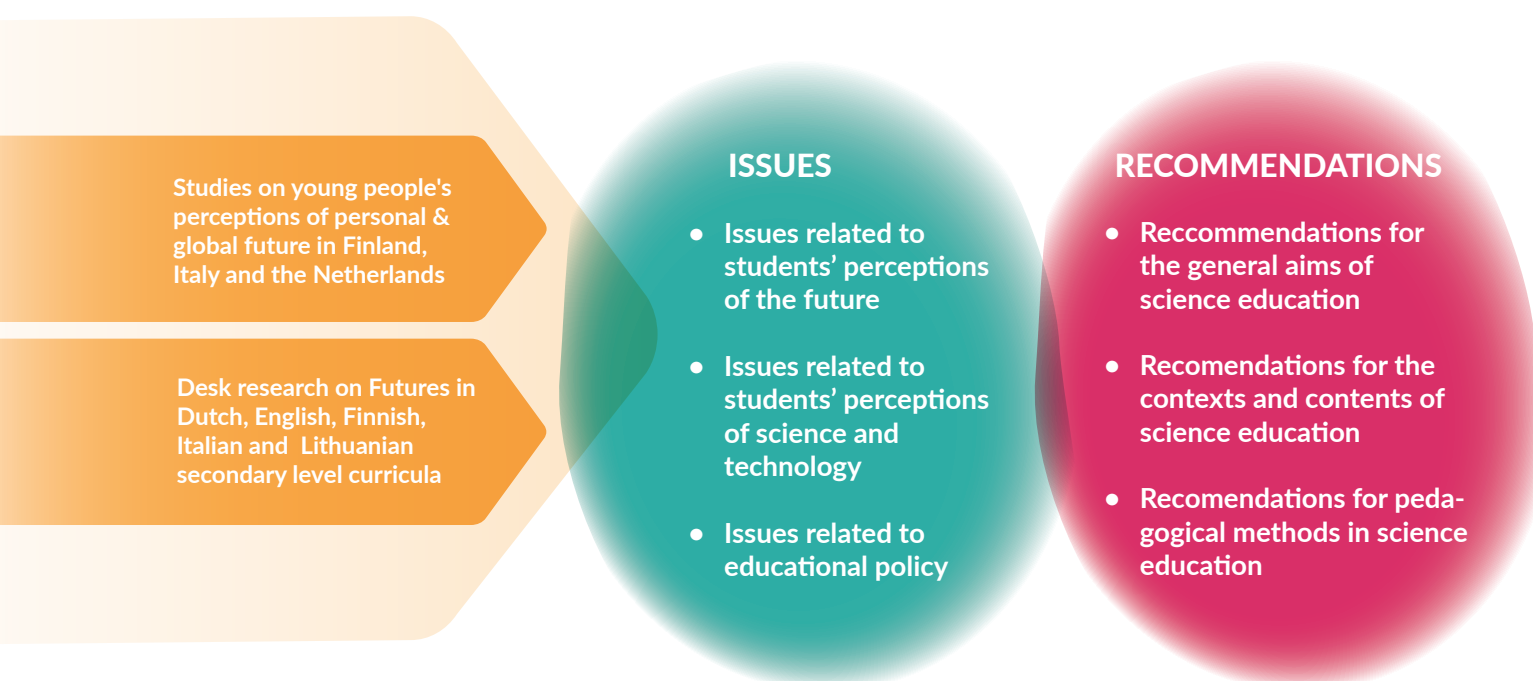 Studies on young people's
perceptions of personal &
global future in Finland,
Italy and the Netherlands
Desk research on Futures in
Dutch, English, Finnish,
Italian and  Lithuanian
secondary level curricula
ISSUES
• Issues related to
students’ perceptions
of the future
• Issues related to
students’ perceptions
of science and
technology
• Issues related to
educational policy
RECOMMENDATIONS
• Reccommendations for
the general aims of
science education
• Recomendations for the
contexts and contents of
science education
• Recomendations for peda-
gogical methods in science
education